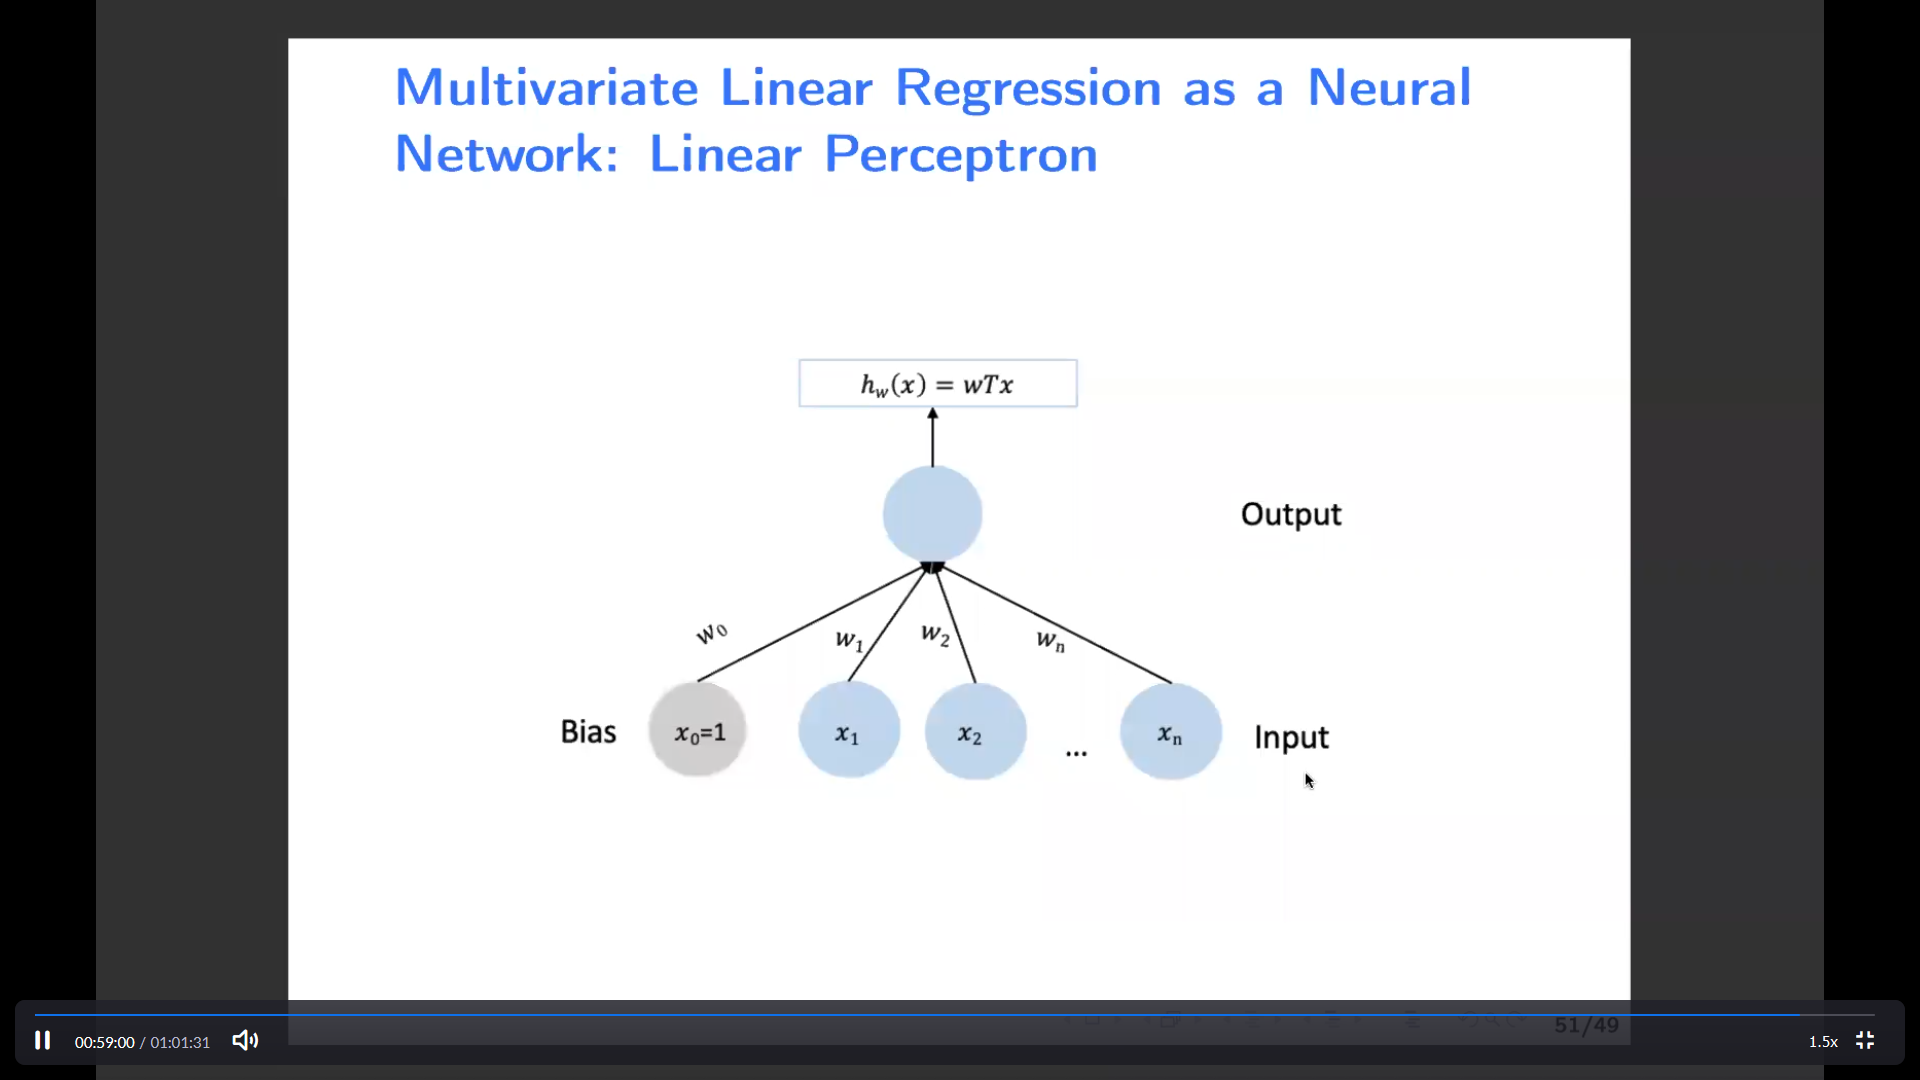 Multivariate Linear Regression as a Neural
Network: Linear Perceptron
h_w(x) = wTx
Output
w_0 w_1 w_2 w_n
Bias x_0=1 x_1 x_2 ... x_n Input
51/49
00:59:00 / 01:01:31 1.5x